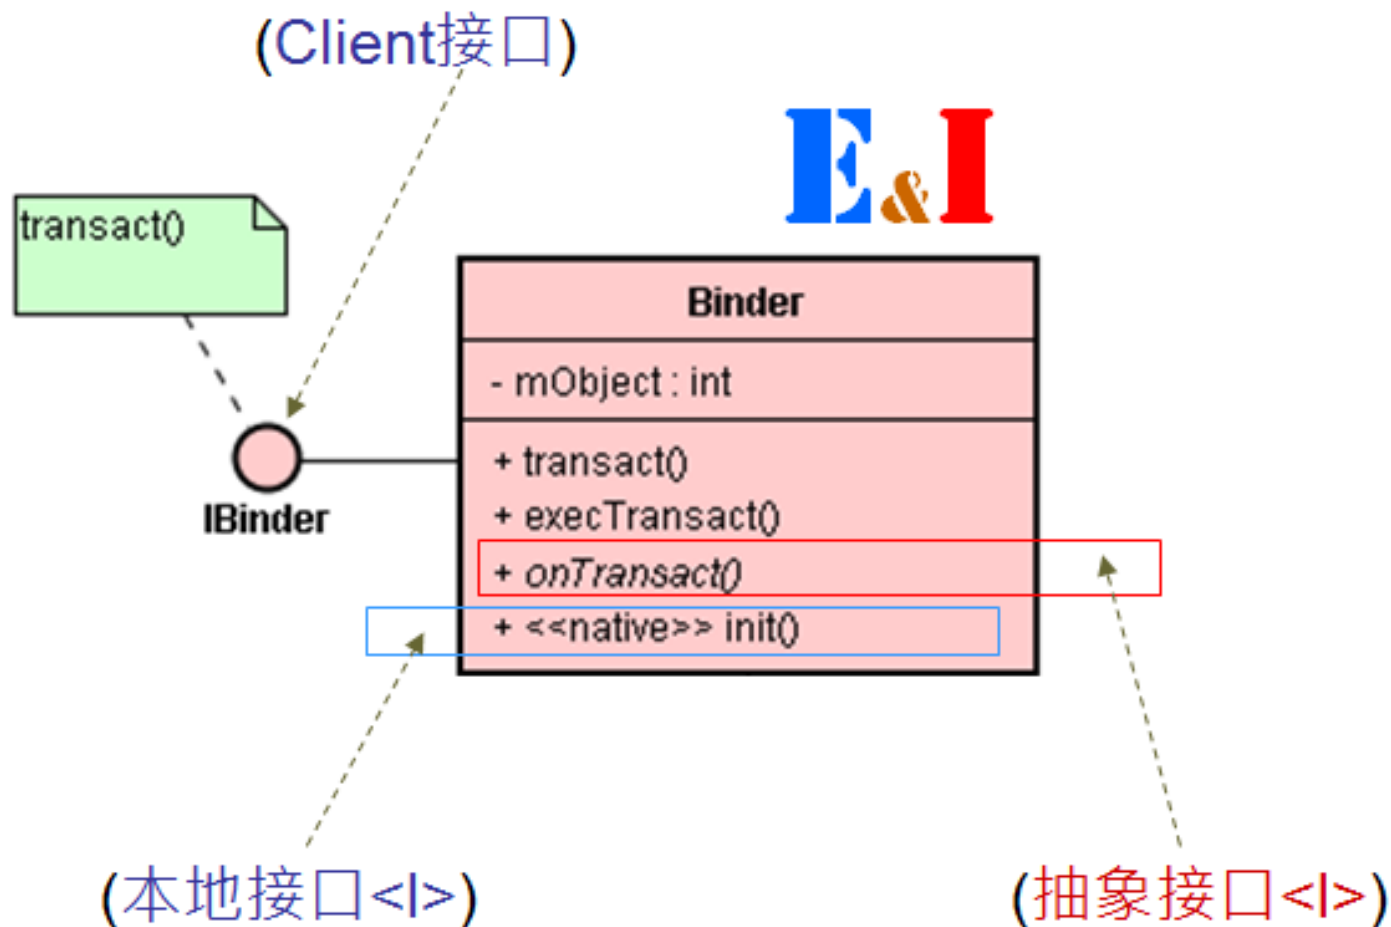 (Client接口)
E&I
transact()
Binder
- mObject : int
+ transact()
+ execTransact()
+ onTransact()
+ <<native>> init()
IBinder
(本地接口<I>)
(抽象接口<I>)